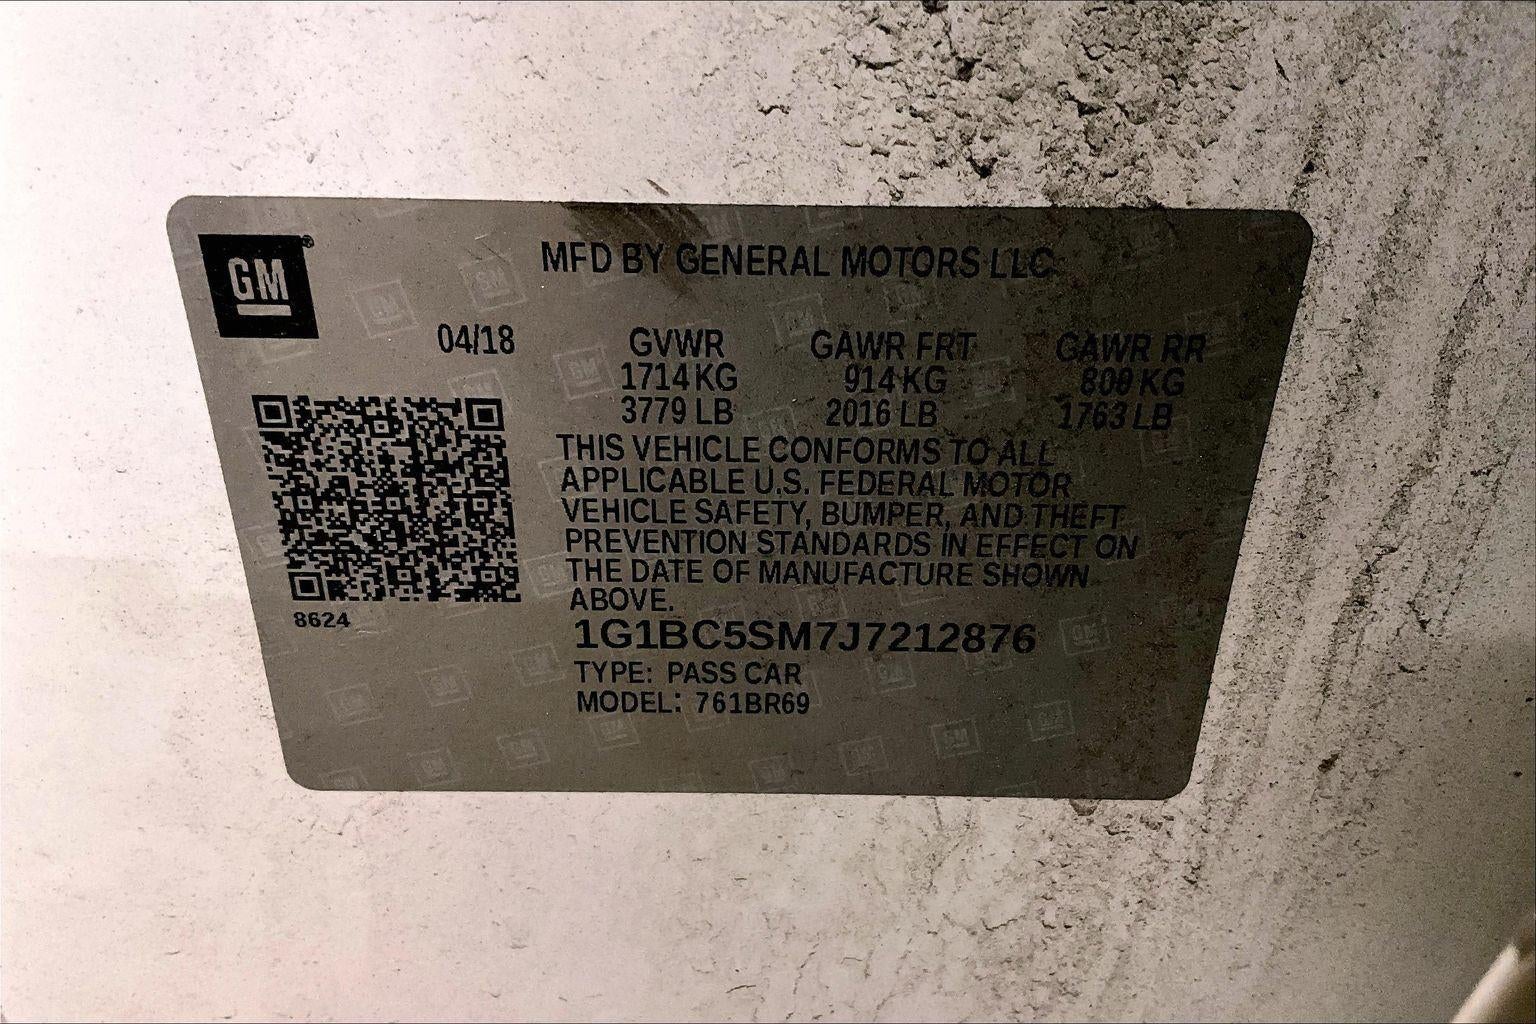 GM®
MFD BY GENERAL MOTORS LLC
04/18 GVWR GAWR FRT GAWR RR
1714 KG 914 KG 800 KG
3779 LB 2016 LB 1763 LB
THIS VEHICLE CONFORMS TO ALL
APPLICABLE U.S. FEDERAL MOTOR
VEHICLE SAFETY, BUMPER, AND THEFT
PREVENTION STANDARDS IN EFFECT ON
THE DATE OF MANUFACTURE SHOWN
ABOVE.
8624
1G1BC5SM7J7212876
TYPE: PASS CAR
MODEL: 761BR69